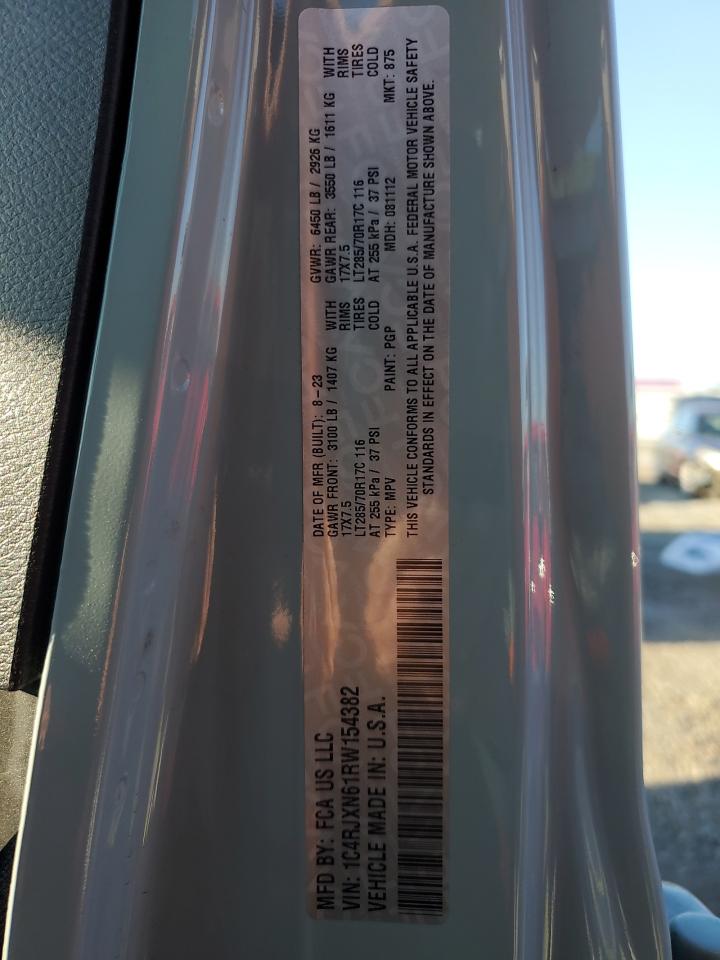 MFD BY: FCA US LLC
DATE OF MFR (BUILT): 8-23
GVWR: 6450 LB / 2926 KG
VIN: 1C4RJXN61RW154382
GAWR FRONT: 3100 LB / 1407 KG WITH
GAWR REAR: 3550 LB / 1611 KG WITH
VEHICLE MADE IN: U.S.A.
17X7.5 RIMS
17X7.5 RIMS
LT285/70R17C 116 TIRES
LT285/70R17C 116 TIRES
AT 255 kPa / 37 PSI COLD
AT 255 kPa / 37 PSI COLD
TYPE: MPV PAINT: PGP MDH: 081112 MKT: 875
THIS VEHICLE CONFORMS TO ALL APPLICABLE U.S.A. FEDERAL MOTOR VEHICLE SAFETY
STANDARDS IN EFFECT ON THE DATE OF MANUFACTURE SHOWN ABOVE.